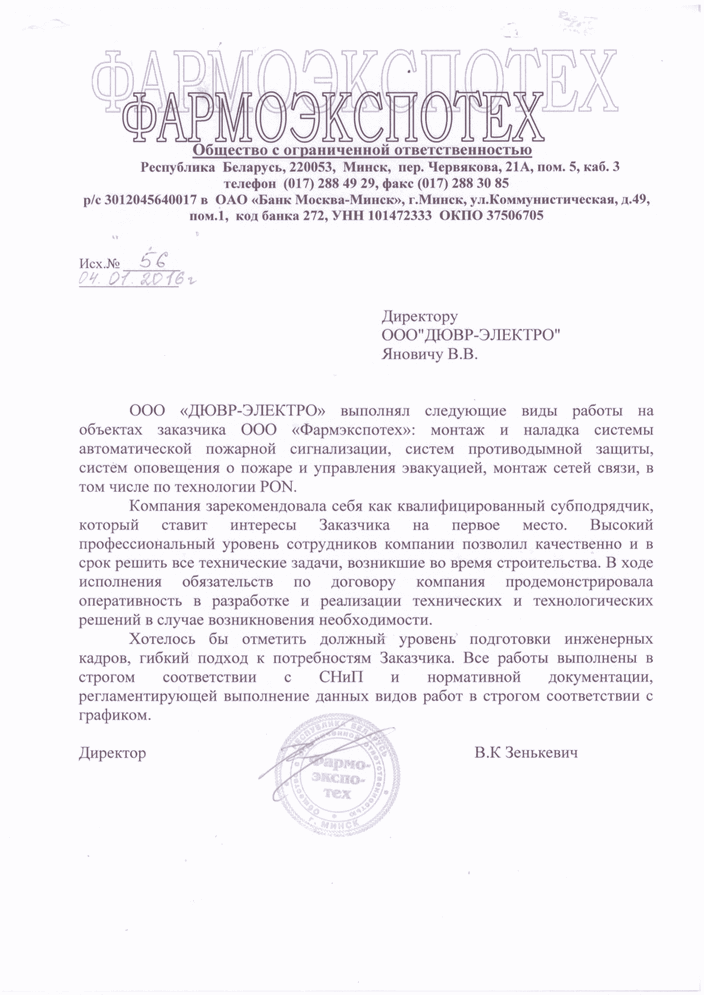 ФАРМОЭКСПОТЕХ
Общество с ограниченной ответственностью
Республика Беларусь, 220053, Минск, пер. Червякова, 21А, пом. 5, каб. 3
телефон (017) 288 49 29, факс (017) 288 30 85
р/с 3012045640017 в ОАО «Банк Москва-Минск», г.Минск, ул.Коммунистическая, д.49,
пом.1, код банка 272, УНН 101472333 ОКПО 37506705
Исх.№ 56
04.01.2016г
Директору
ООО"ДЮВР-ЭЛЕКТРО"
Яновичу В.В.
ООО «ДЮВР-ЭЛЕКТРО» выполнял следующие виды работы на
объектах заказчика ООО «Фармэкспотех»: монтаж и наладка системы
автоматической пожарной сигнализации, систем противодымной защиты,
систем оповещения о пожаре и управления эвакуацией, монтаж сетей связи, в
том числе по технологии PON.
Компания зарекомендовала себя как квалифицированный субподрядчик,
который ставит интересы Заказчика на первое место. Высокий
профессиональный уровень сотрудников компании позволил качественно и в
срок решить все технические задачи, возникшие во время строительства. В ходе
исполнения обязательств по договору компания продемонстрировала
оперативность в разработке и реализации технических и технологических
решений в случае возникновения необходимости.
Хотелось бы отметить должный уровень подготовки инженерных
кадров, гибкий подход к потребностям Заказчика. Все работы выполнены в
строгом соответствии с СНиП и нормативной документации,
регламентирующей выполнение данных видов работ в строгом соответствии с
графиком.
Директор В.К Зенькевич
РЕСПУБЛИКА БЕЛАРУСЬ
Общество с ограниченной ответственностью
Фармо-
экспо-
тех
г. МИНСК